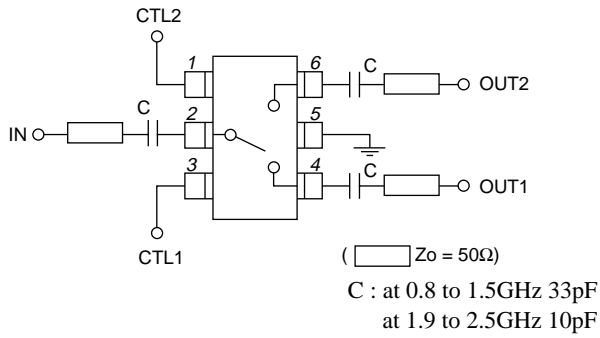 CTL2
1
6
C
OUT2
C
2
5
IN
3
4
C
OUT1
CTL1
( Zo = 50Ω)
C : at 0.8 to 1.5GHz 33pF
at 1.9 to 2.5GHz 10pF